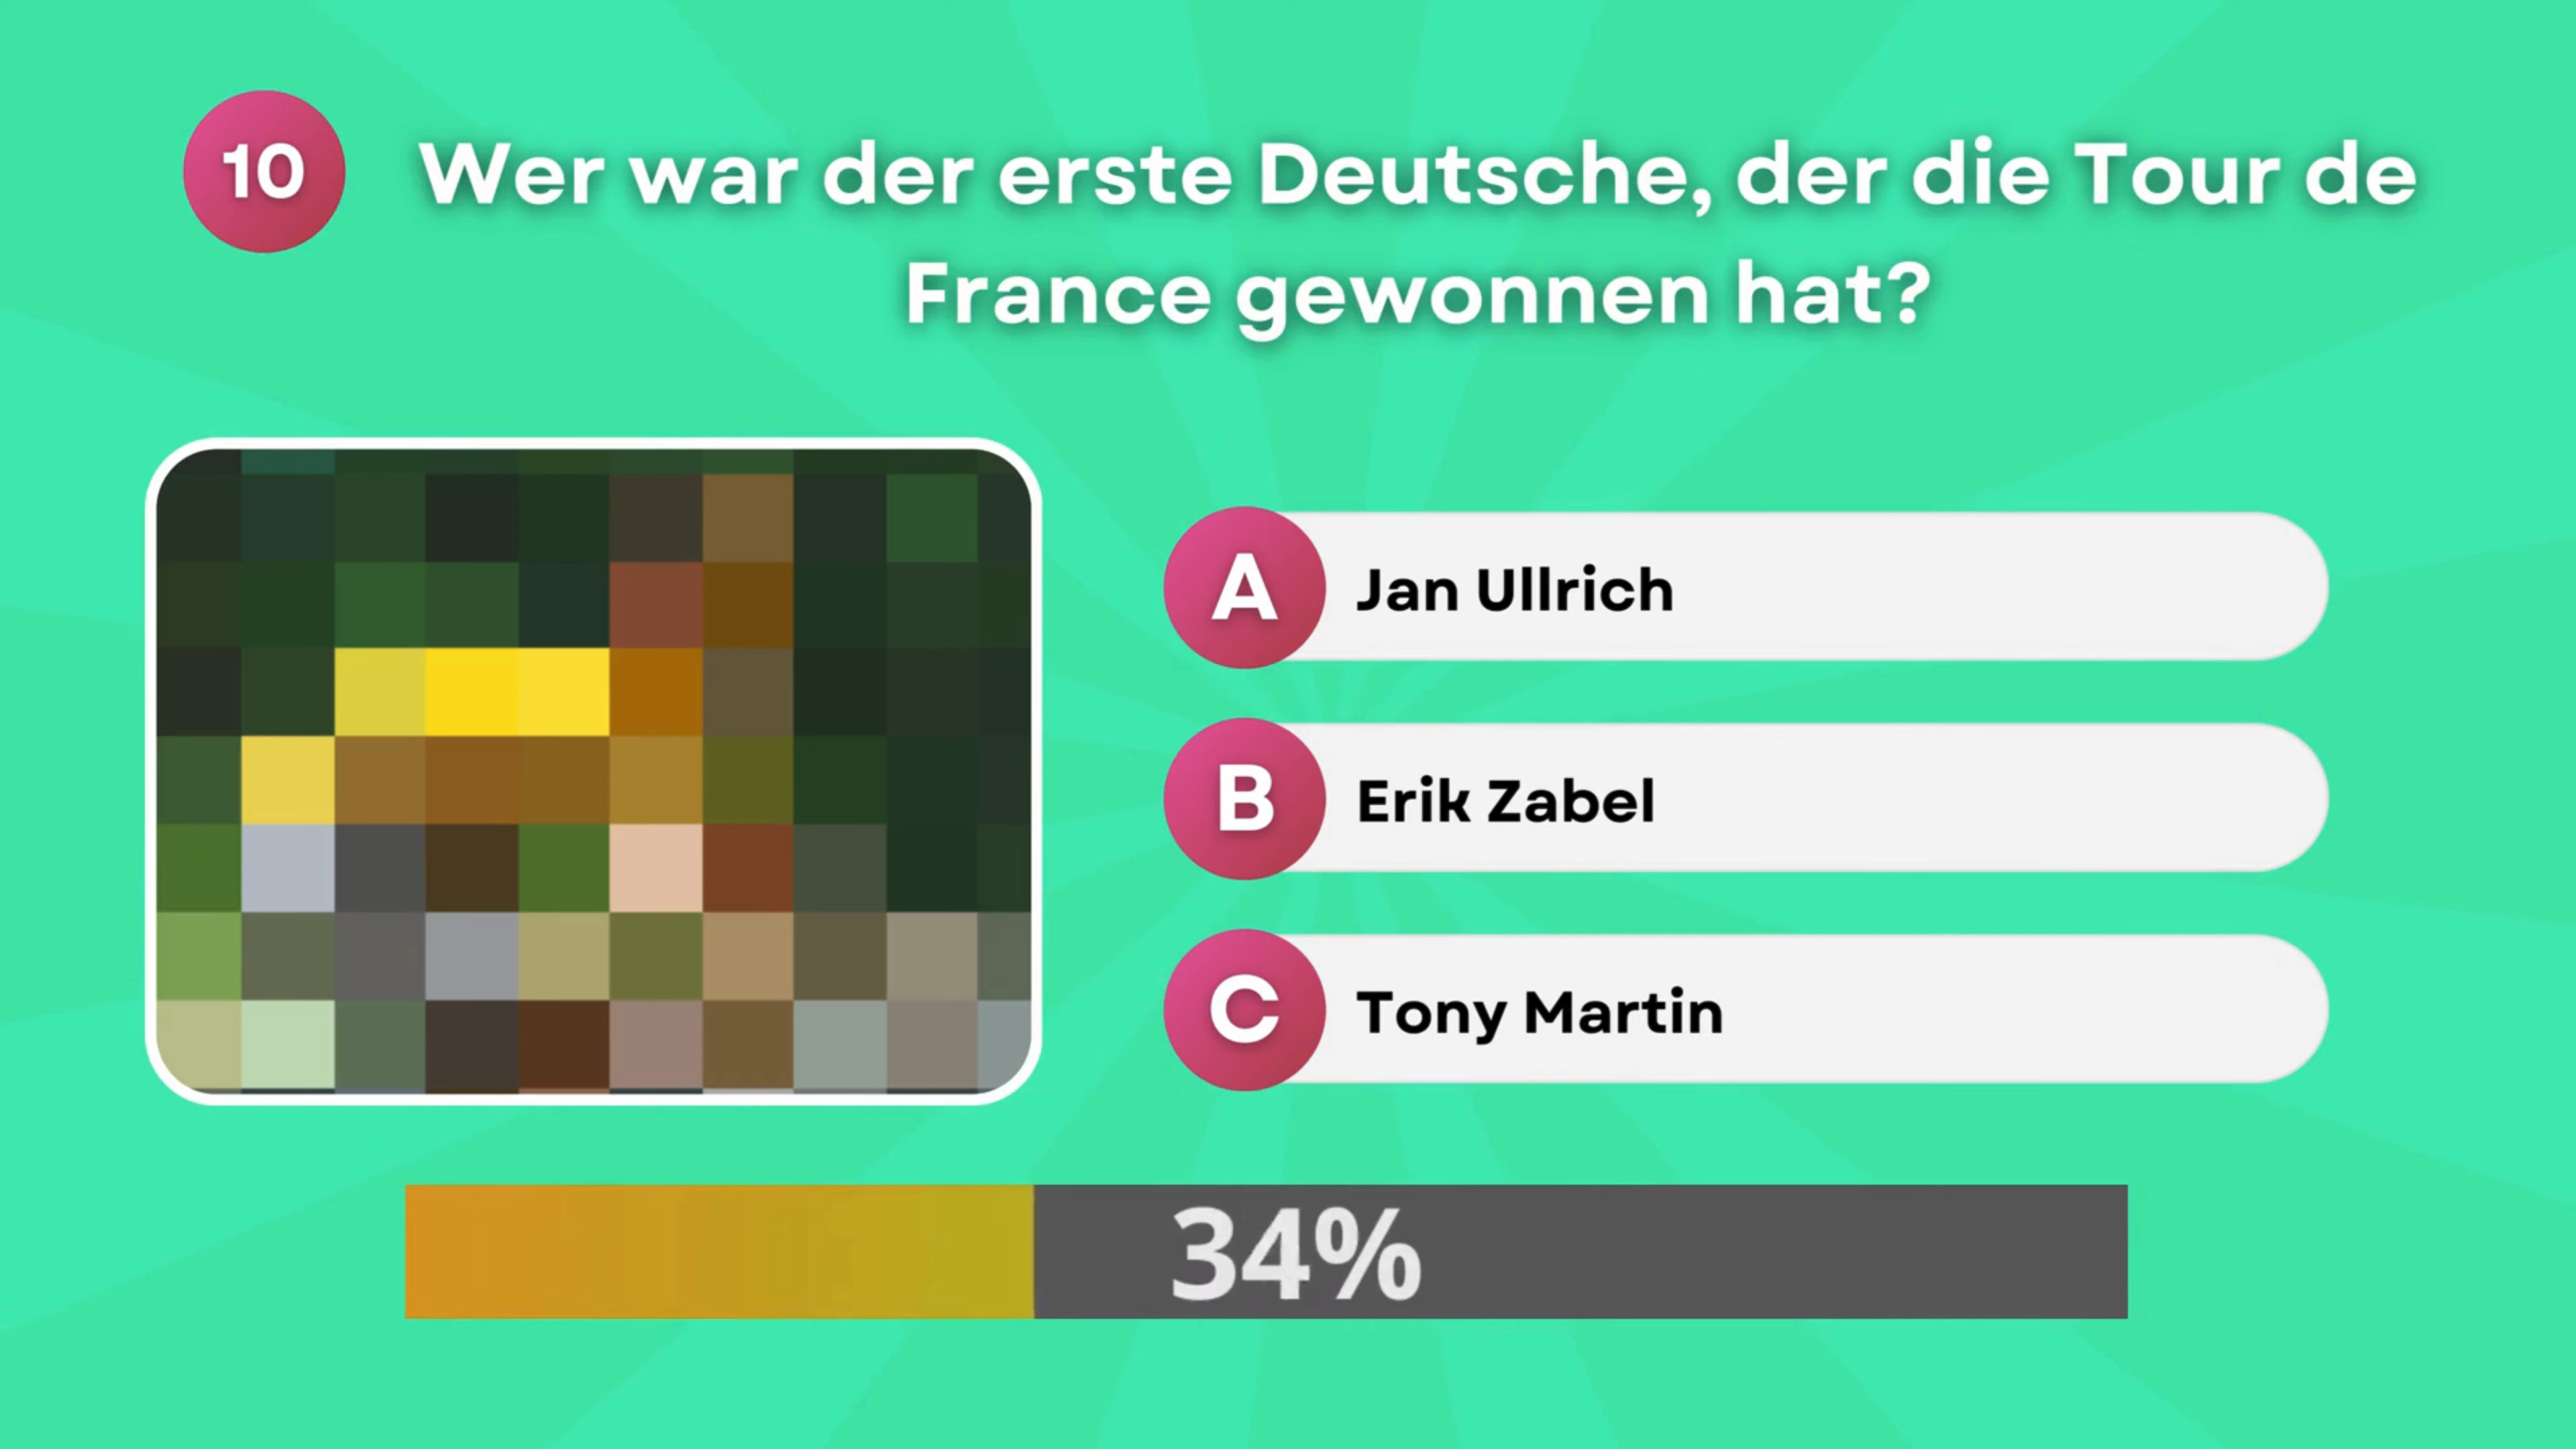 10
Wer war der erste Deutsche, der die Tour de
France gewonnen hat?
A Jan Ullrich
B Erik Zabel
C Tony Martin
34%